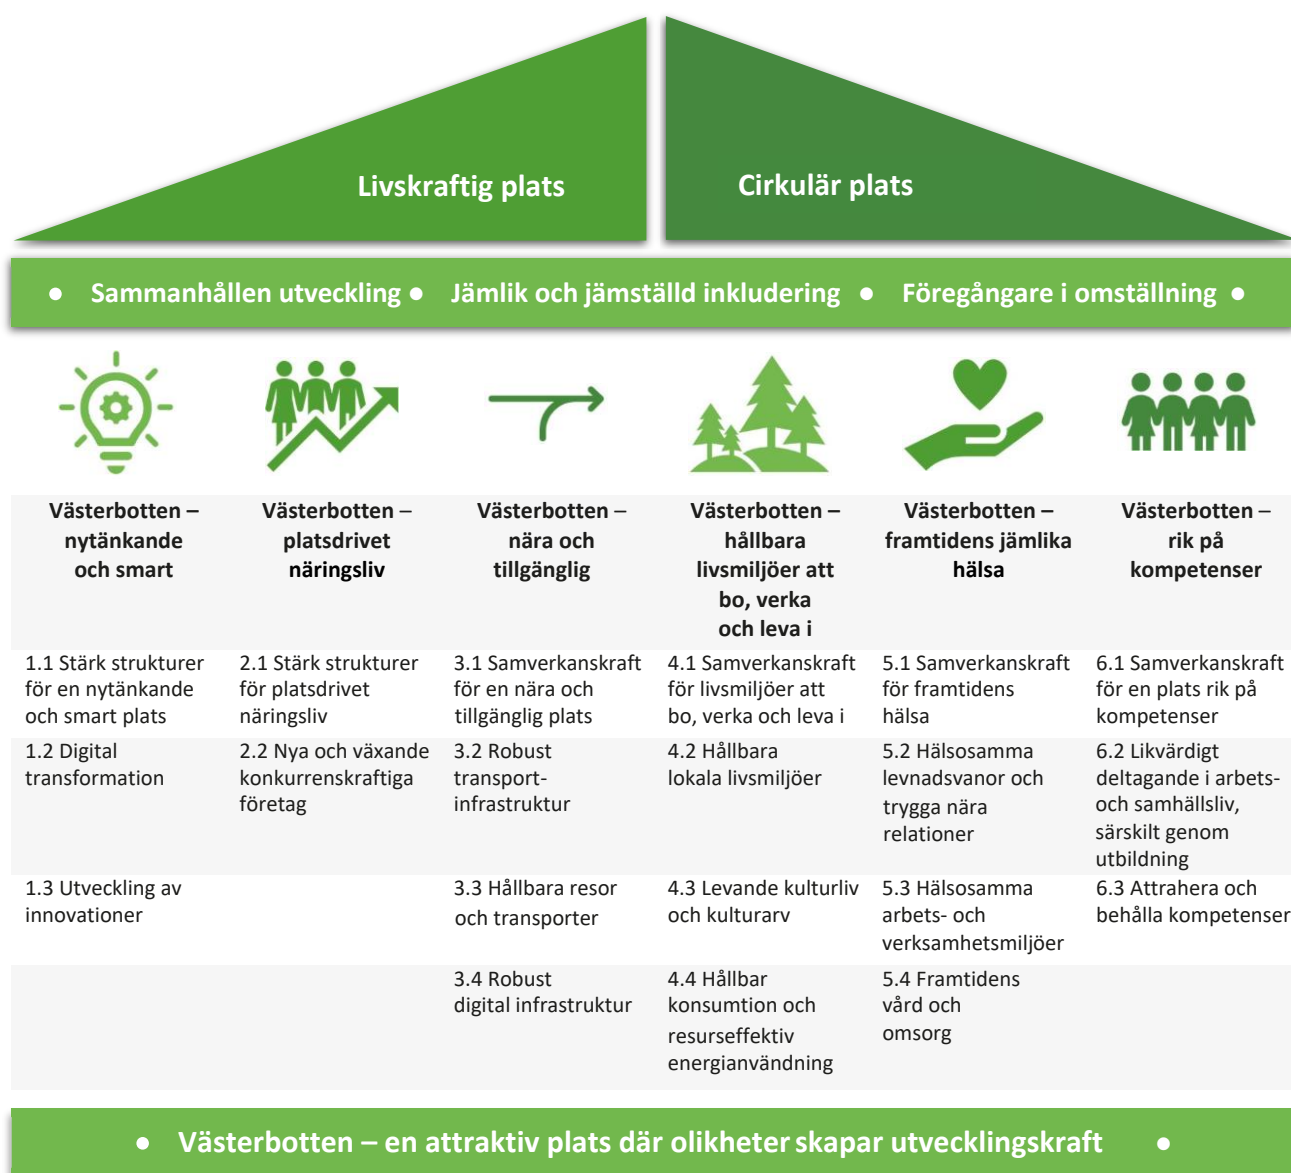 Livskraftig plats
Cirkulär plats
● Sammanhållen utveckling ● Jämlik och jämställd inkludering ● Föregångare i omställning ●
Västerbotten –
nytänkande
och smart
Västerbotten –
platsdrivet
näringsliv
Västerbotten –
nära och
tillgänglig
Västerbotten –
hållbara
livsmiljöer att
bo, verka
och leva i
Västerbotten –
framtidens jämlika
hälsa
Västerbotten –
rik på
kompetenser
1.1 Stärk strukturer
för en nytänkande
och smart plats
2.1 Stärk strukturer
för platsdrivet
näringsliv
3.1 Samverkanskraft
för en nära och
tillgänglig plats
4.1 Samverkanskraft
för livsmiljöer att
bo, verka och leva i
5.1 Samverkanskraft
för framtidens
hälsa
6.1 Samverkanskraft
för en plats rik på
kompetenser
1.2 Digital
transformation
2.2 Nya och växande
konkurrenskraftiga
företag
3.2 Robust
transport-
infrastruktur
4.2 Hållbara
lokala livsmiljöer
5.2 Hälsosamma
levnadsvanor och
trygga nära
relationer
6.2 Likvärdigt
deltagande i arbets-
och samhällsliv,
särskilt genom
utbildning
1.3 Utveckling av
innovationer
3.3 Hållbara resor
och transporter
4.3 Levande kulturliv
och kulturarv
5.3 Hälsosamma
arbets- och
verksamhetsmiljöer
6.3 Attrahera och
behålla kompetenser
3.4 Robust
digital infrastruktur
4.4 Hållbar
konsumtion och
resurseffektiv
energianvändning
5.4 Framtidens
vård och
omsorg
● Västerbotten – en attraktiv plats där olikheter skapar utvecklingskraft ●